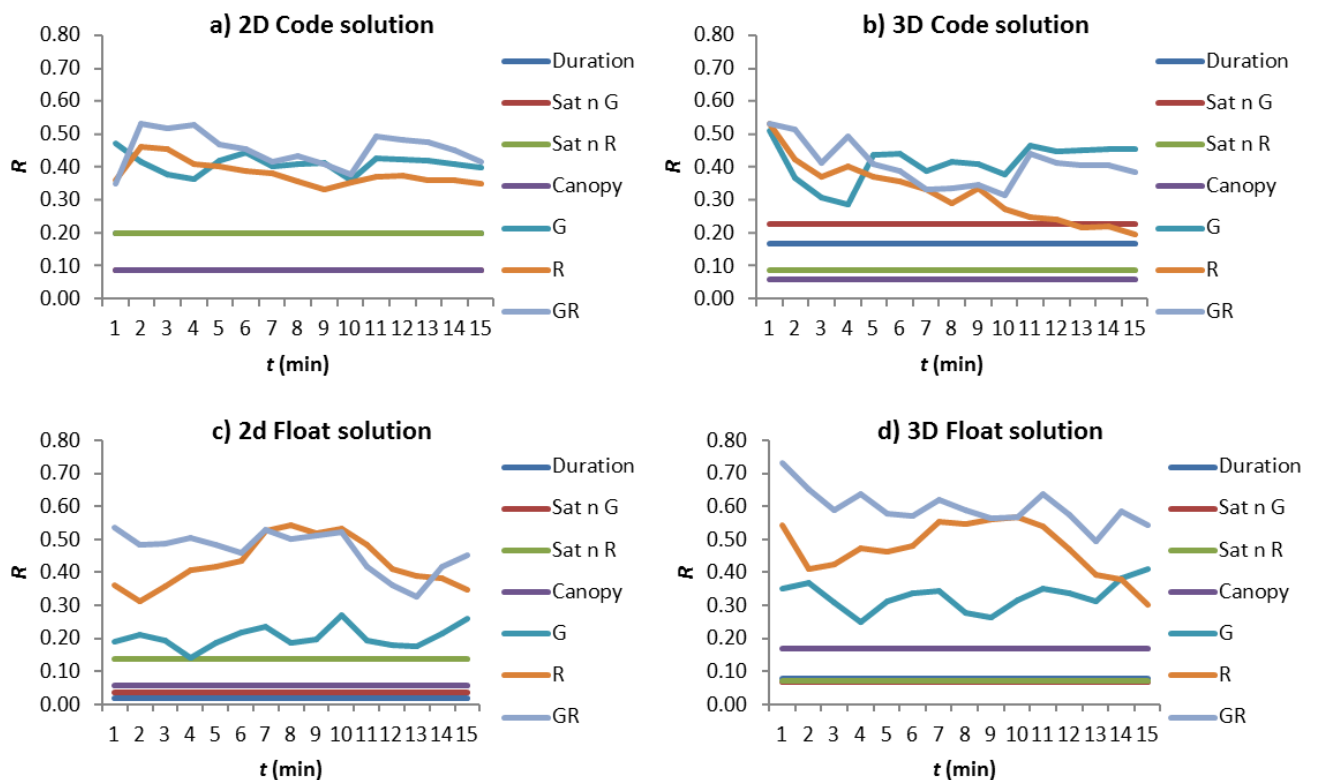 a) 2D Code solution
0.80
0.70
0.60
0.50
0.40
0.30
0.20
0.10
0.00
R
1 2 3 4 5 6 7 8 9 10 11 12 13 14 15
t (min)
Duration
Sat n G
Sat n R
Canopy
G
R
GR
b) 3D Code solution
0.80
0.70
0.60
0.50
0.40
0.30
0.20
0.10
0.00
R
1 2 3 4 5 6 7 8 9 10 11 12 13 14 15
t (min)
Duration
Sat n G
Sat n R
Canopy
G
R
GR
c) 2d Float solution
0.80
0.70
0.60
0.50
0.40
0.30
0.20
0.10
0.00
R
1 2 3 4 5 6 7 8 9 10 11 12 13 14 15
t (min)
Duration
Sat n G
Sat n R
Canopy
G
R
GR
d) 3D Float solution
0.80
0.70
0.60
0.50
0.40
0.30
0.20
0.10
0.00
R
1 2 3 4 5 6 7 8 9 10 11 12 13 14 15
t (min)
Duration
Sat n G
Sat n R
Canopy
G
R
GR